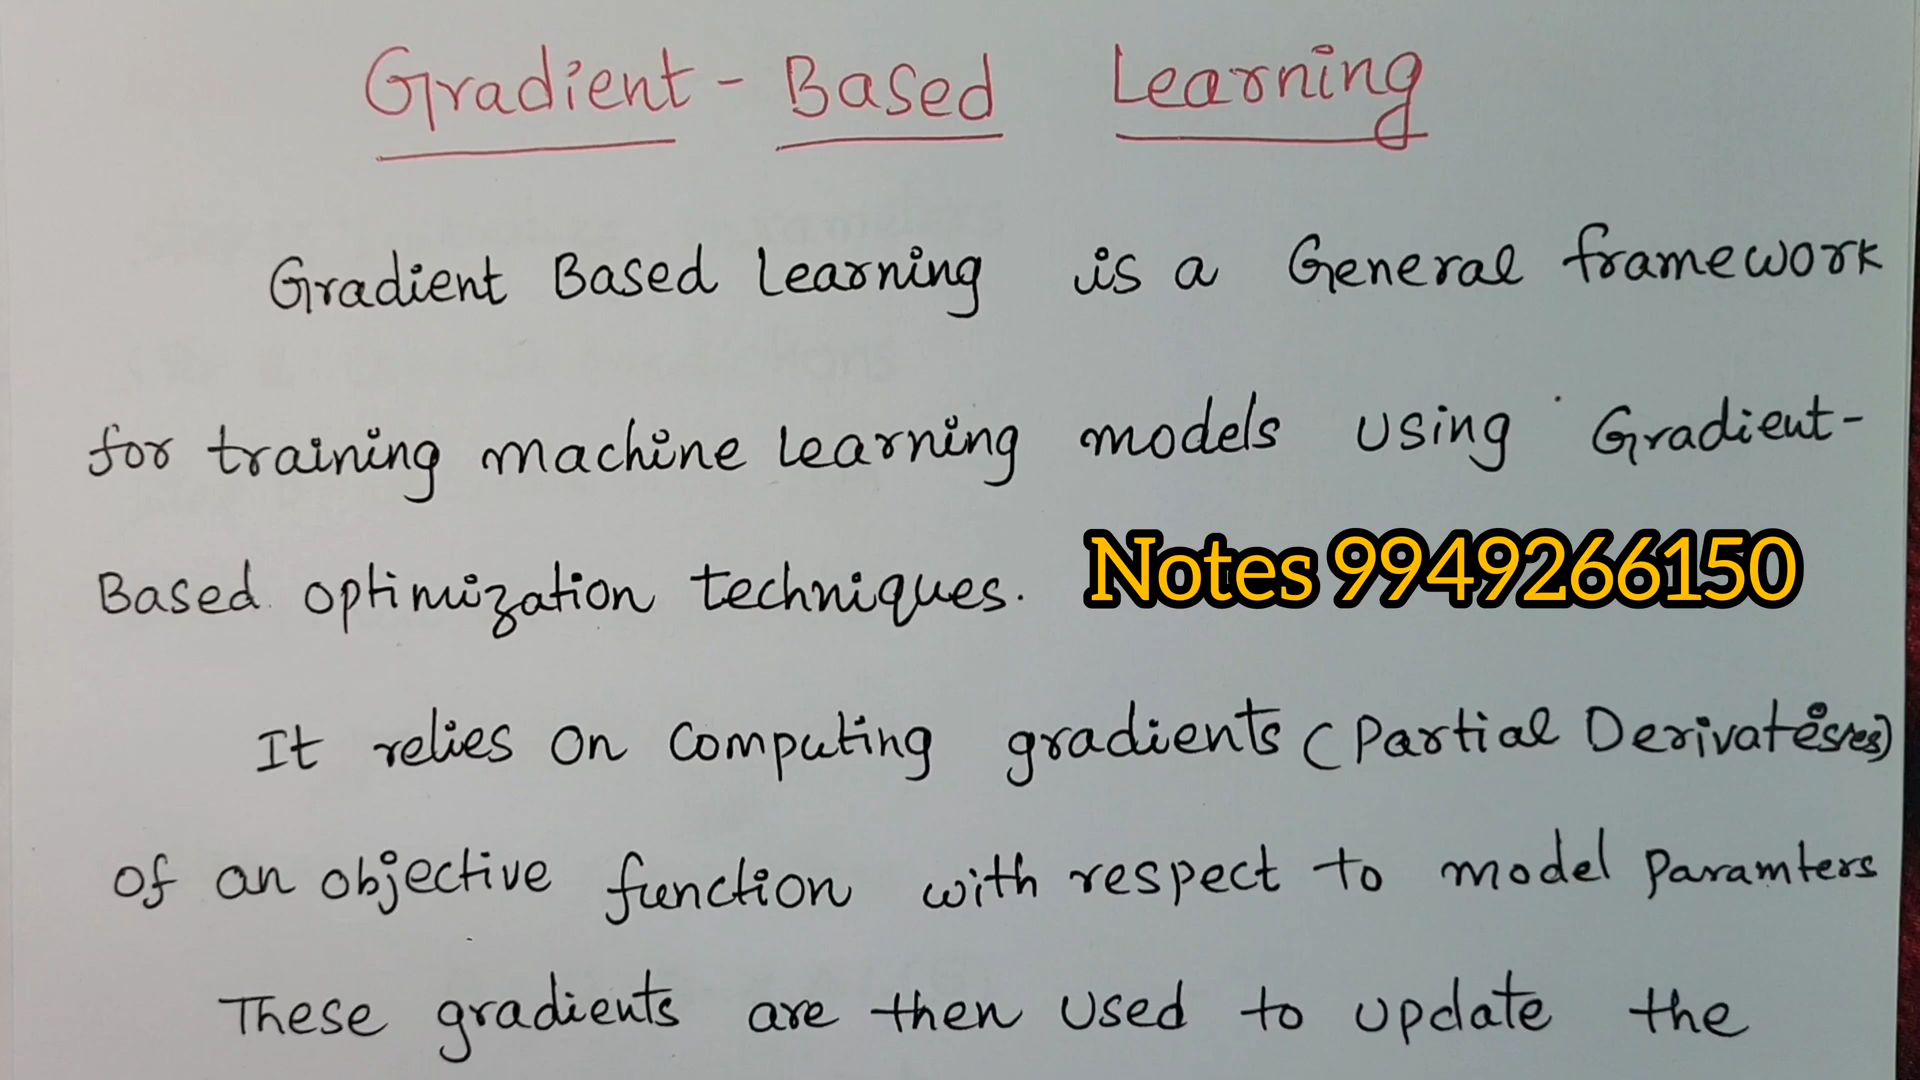 Gradient - Based Learning
Gradient Based Learning is a General framework
for training machine learning models using Gradient-
Based optimization techniques.
Notes 9949266150
It relies on Computing gradients (Partial Derivatives)
of an objective function with respect to model Paramters
These gradients are then used to update the